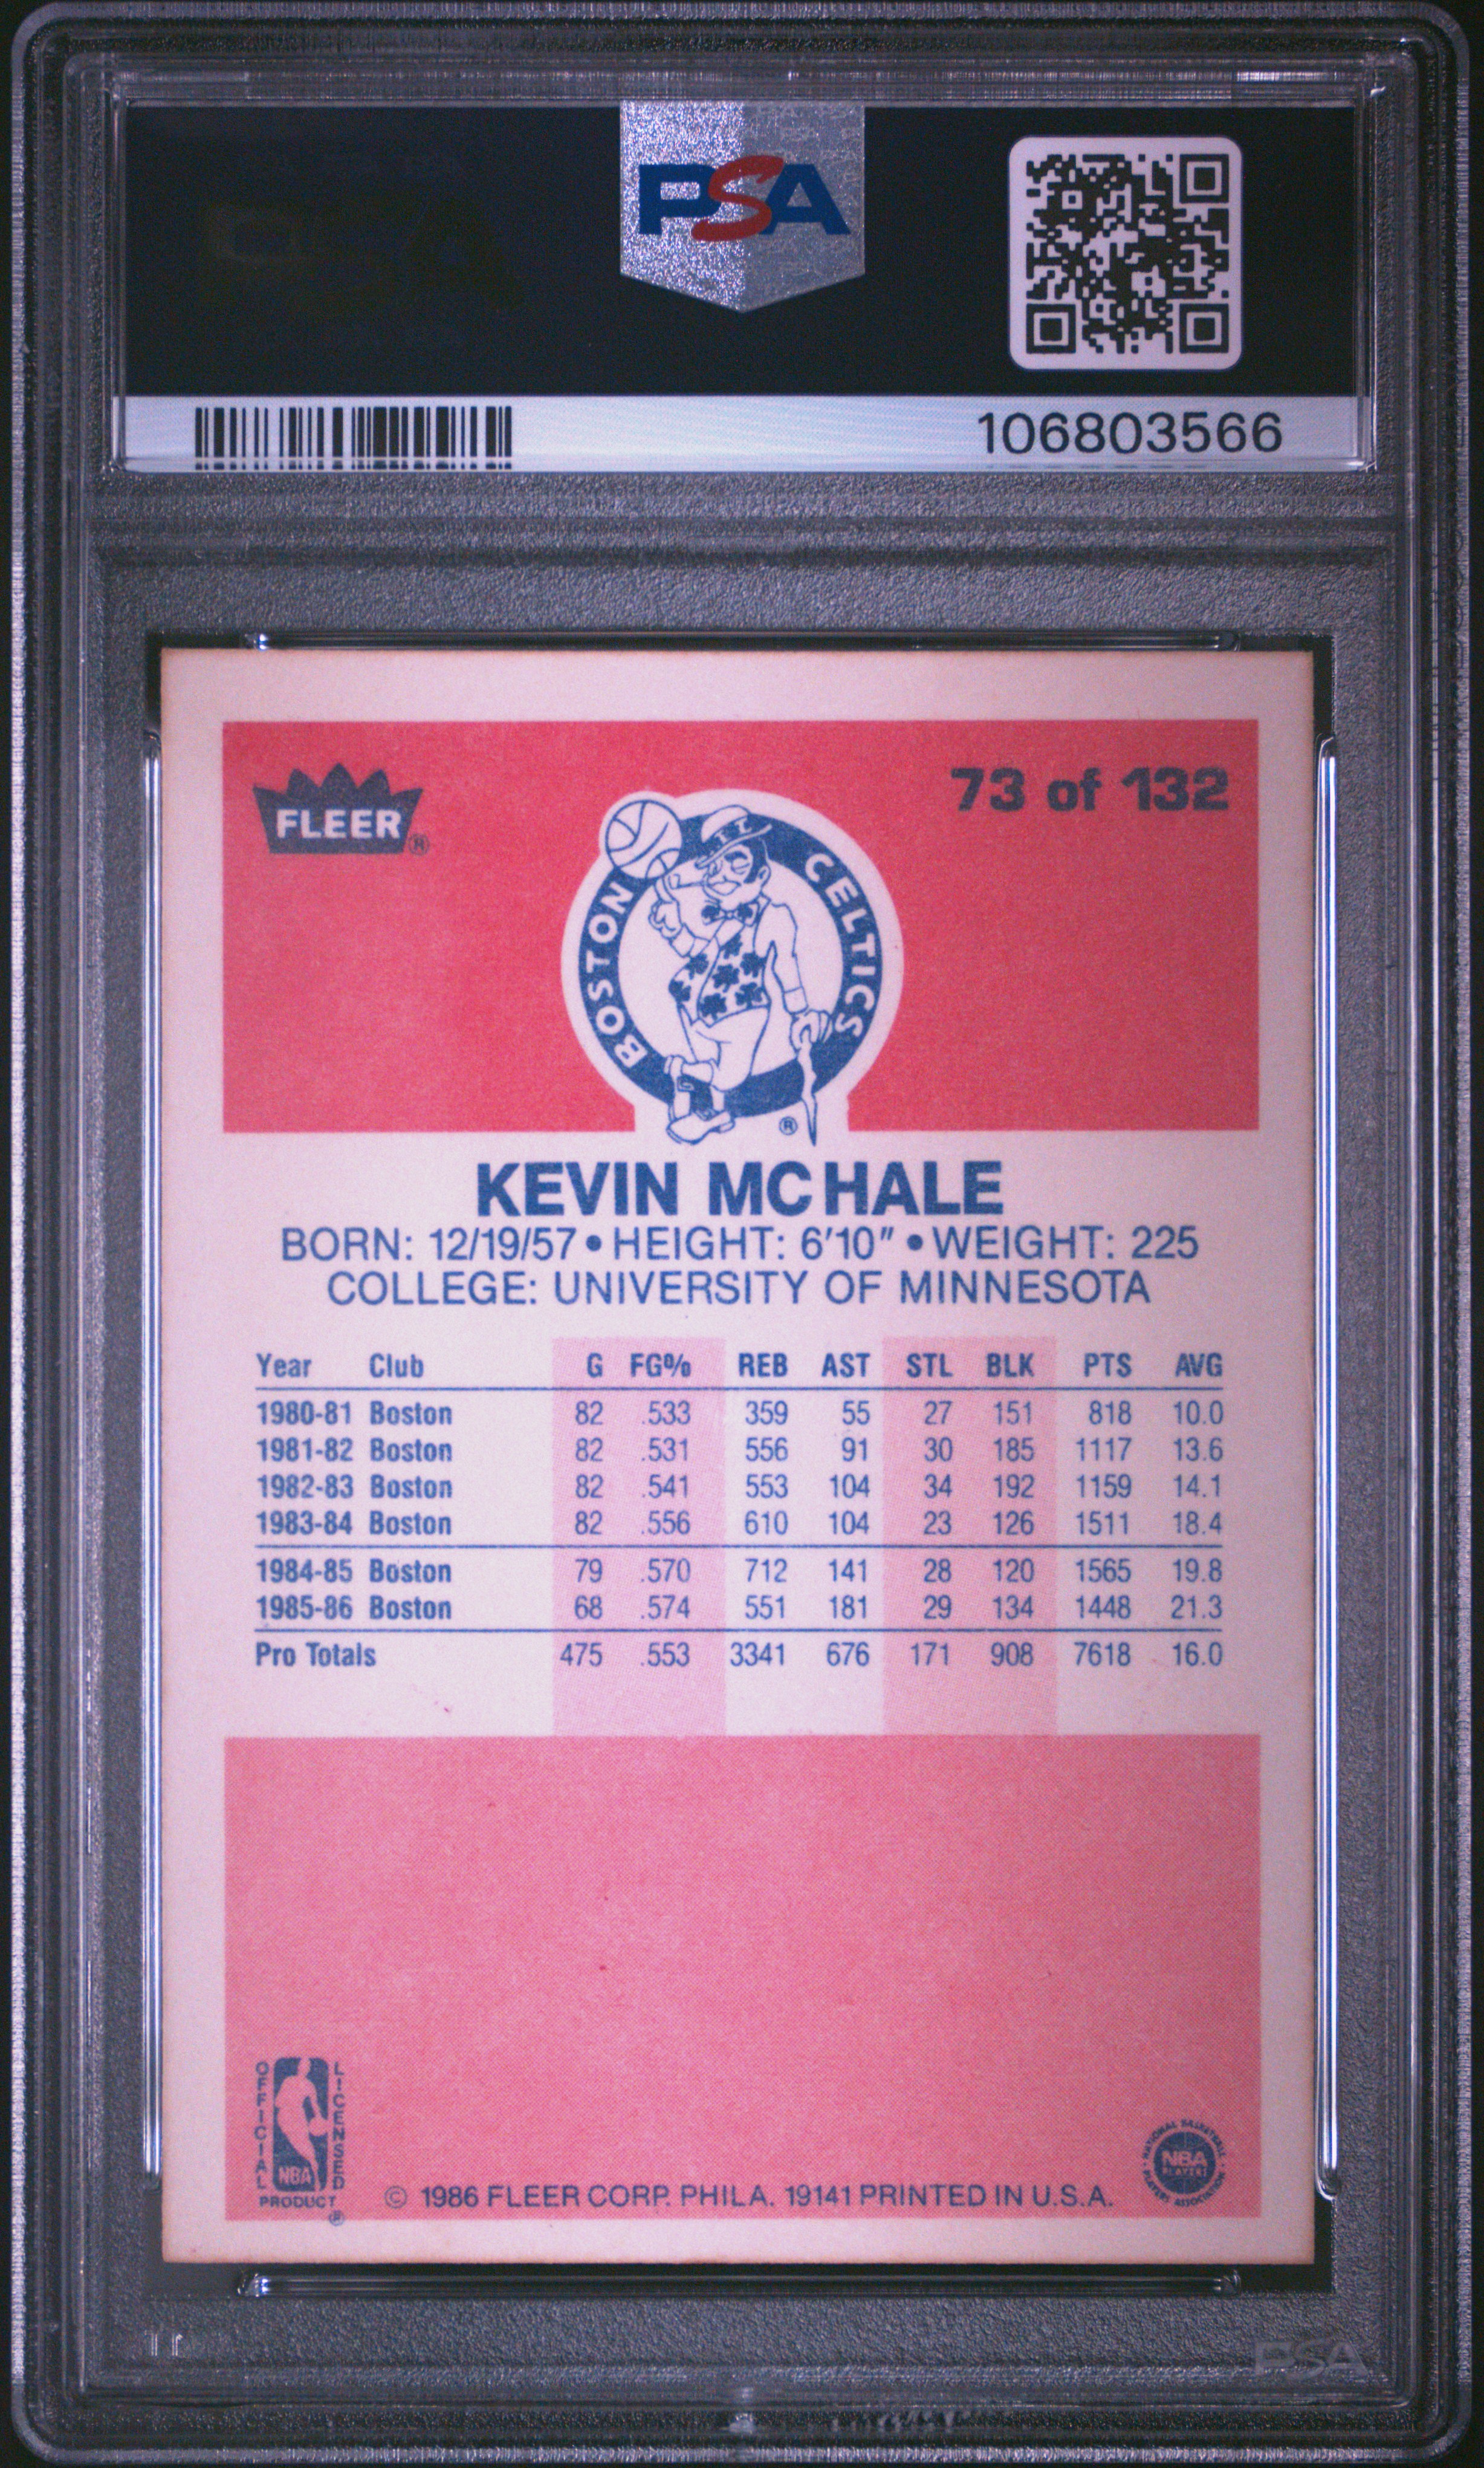 PSA
106803566
FLEER ®
73 of 132
BOSTON CELTICS
®
KEVIN MCHALE
BORN: 12/19/57 • HEIGHT: 6'10" • WEIGHT: 225
COLLEGE: UNIVERSITY OF MINNESOTA
Year Club G FG% REB AST STL BLK PTS AVG
1980-81 Boston 82 .533 359 55 27 151 818 10.0
1981-82 Boston 82 .531 556 91 30 185 1117 13.6
1982-83 Boston 82 .541 553 104 34 192 1159 14.1
1983-84 Boston 82 .556 610 104 23 126 1511 18.4
1984-85 Boston 79 .570 712 141 28 120 1565 19.8
1985-86 Boston 68 .574 551 181 29 134 1448 21.3
Pro Totals 475 .553 3341 676 171 908 7618 16.0
OFFICIAL LICENSED
NBA
PRODUCT ®
© 1986 FLEER CORP. PHILA. 19141 PRINTED IN U.S.A.
NATIONAL BASKETBALL
NBA
PLAYERS
PLAYERS ASSOCIATION
PSA